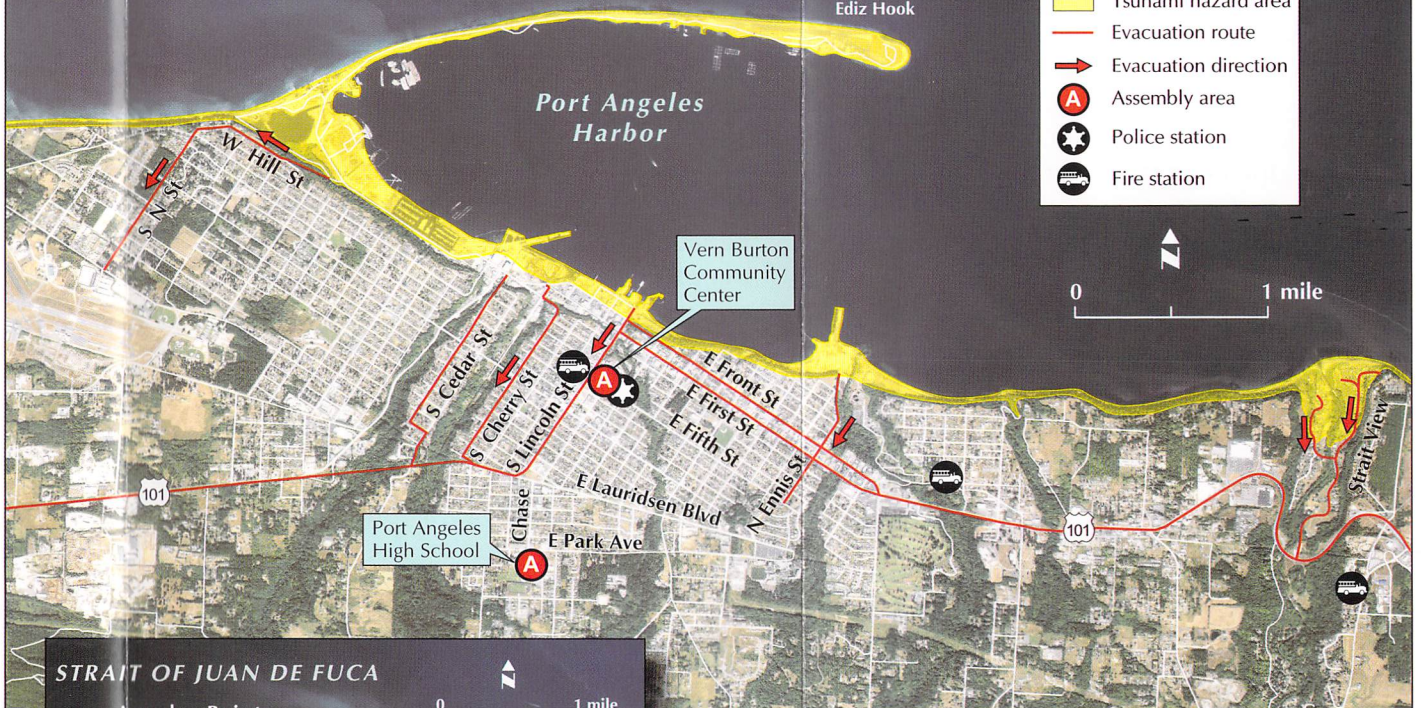 Ediz Hook
Tsunami hazard area
Evacuation route
Evacuation direction
A
Assembly area
Police station
Fire station
Port Angeles
Harbor
W Hill St
S N St
Vern Burton
Community
Center
N
0
1 mile
S Cedar St
S Cherry St
S Lincoln St
A
E Front St
E First St
E Fifth St
N Ennis St
Strait View
E Lauridsen Blvd
101
101
Chase
Port Angeles
High School
E Park Ave
A
STRAIT OF JUAN DE FUCA
N
0
1 mile